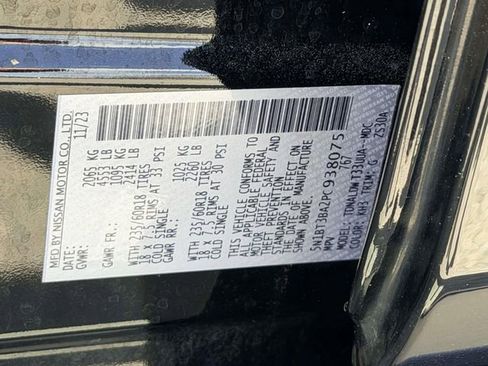 MFD BY NISSAN MOTOR CO.,LTD.
DATE: 11/23
GVWR: 2065 KG
4553 LB
GAWR FR: 1095 KG
2414 LB
WITH 235/60R18 TIRES
18 X 7.5 RIMS AT 33 PSI
COLD SINGLE
GAWR RR: 1025 KG
2260 LB
WITH 235/60R18 TIRES
18 X 7.5 RIMS AT 30 PSI
COLD SINGLE
THIS VEHICLE CONFORMS TO ALL
APPLICABLE FEDERAL
MOTOR VEHICLE SAFETY AND
THEFT PREVENTION
STANDARDS IN EFFECT ON
THE DATE OF MANUFACTURE
SHOWN ABOVE.
5N1BT3BA2PC938075
MPV 767
MODEL: -MDC
COLOR: KH3 TRIM: G